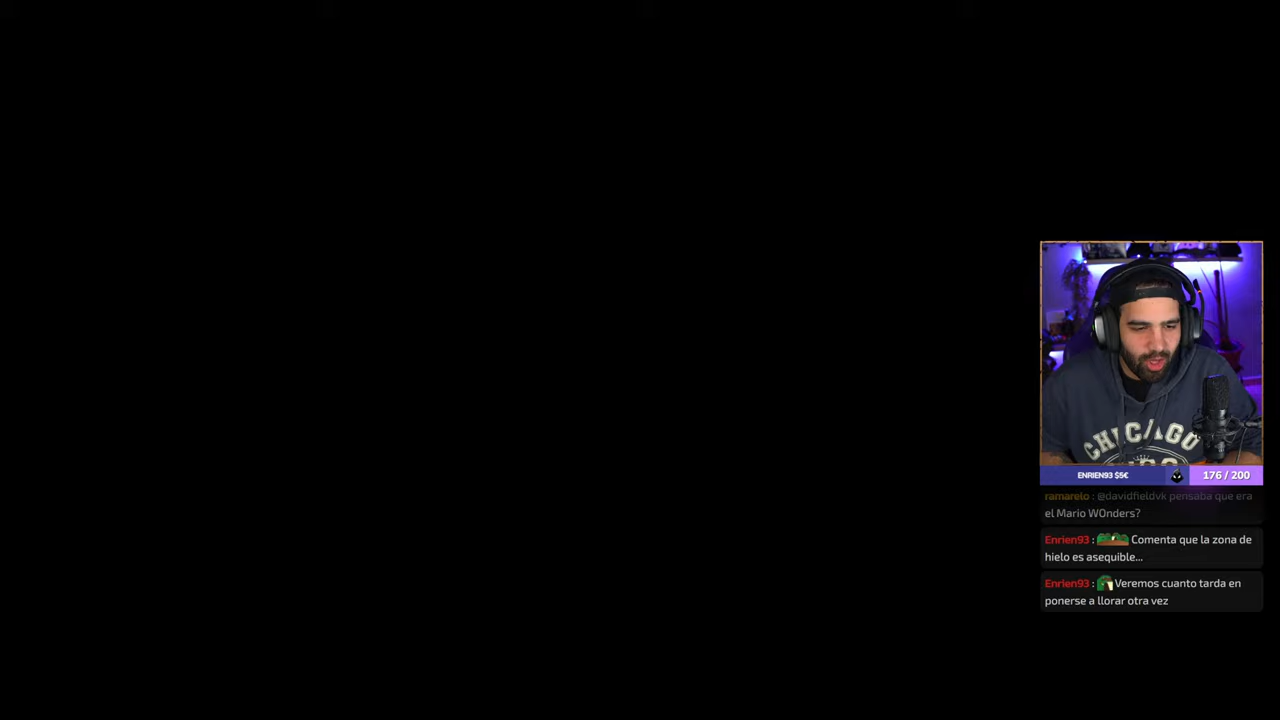 CHICAGO
ENRIEN93 $5€
176 / 200
ramarelo : @davidfieldvk pensaba que era
el Mario WOnders?
Enrien93 : Comenta que la zona de
hielo es asequible...
Enrien93 : Veremos cuanto tarda en
ponerse a llorar otra vez